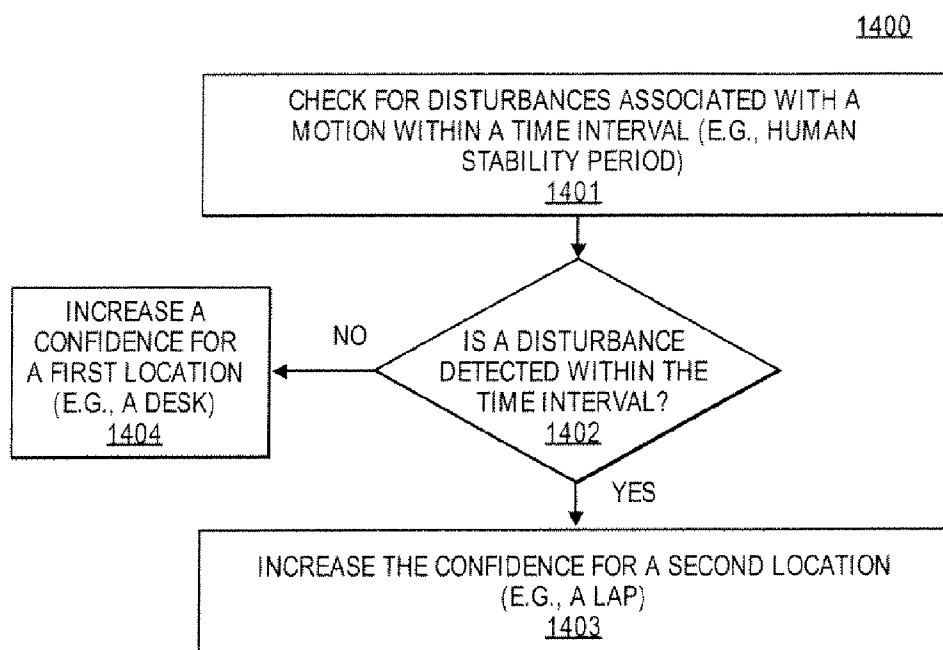 1400
CHECK FOR DISTURBANCES ASSOCIATED WITH A
MOTION WITHIN A TIME INTERVAL (E.G., HUMAN
STABILITY PERIOD)
1401
IS A DISTURBANCE
DETECTED WITHIN THE
TIME INTERVAL?
1402
NO
INCREASE A
CONFIDENCE FOR
A FIRST LOCATION
(E.G., A DESK)
1404
YES
INCREASE THE CONFIDENCE FOR A SECOND LOCATION
(E.G., A LAP)
1403